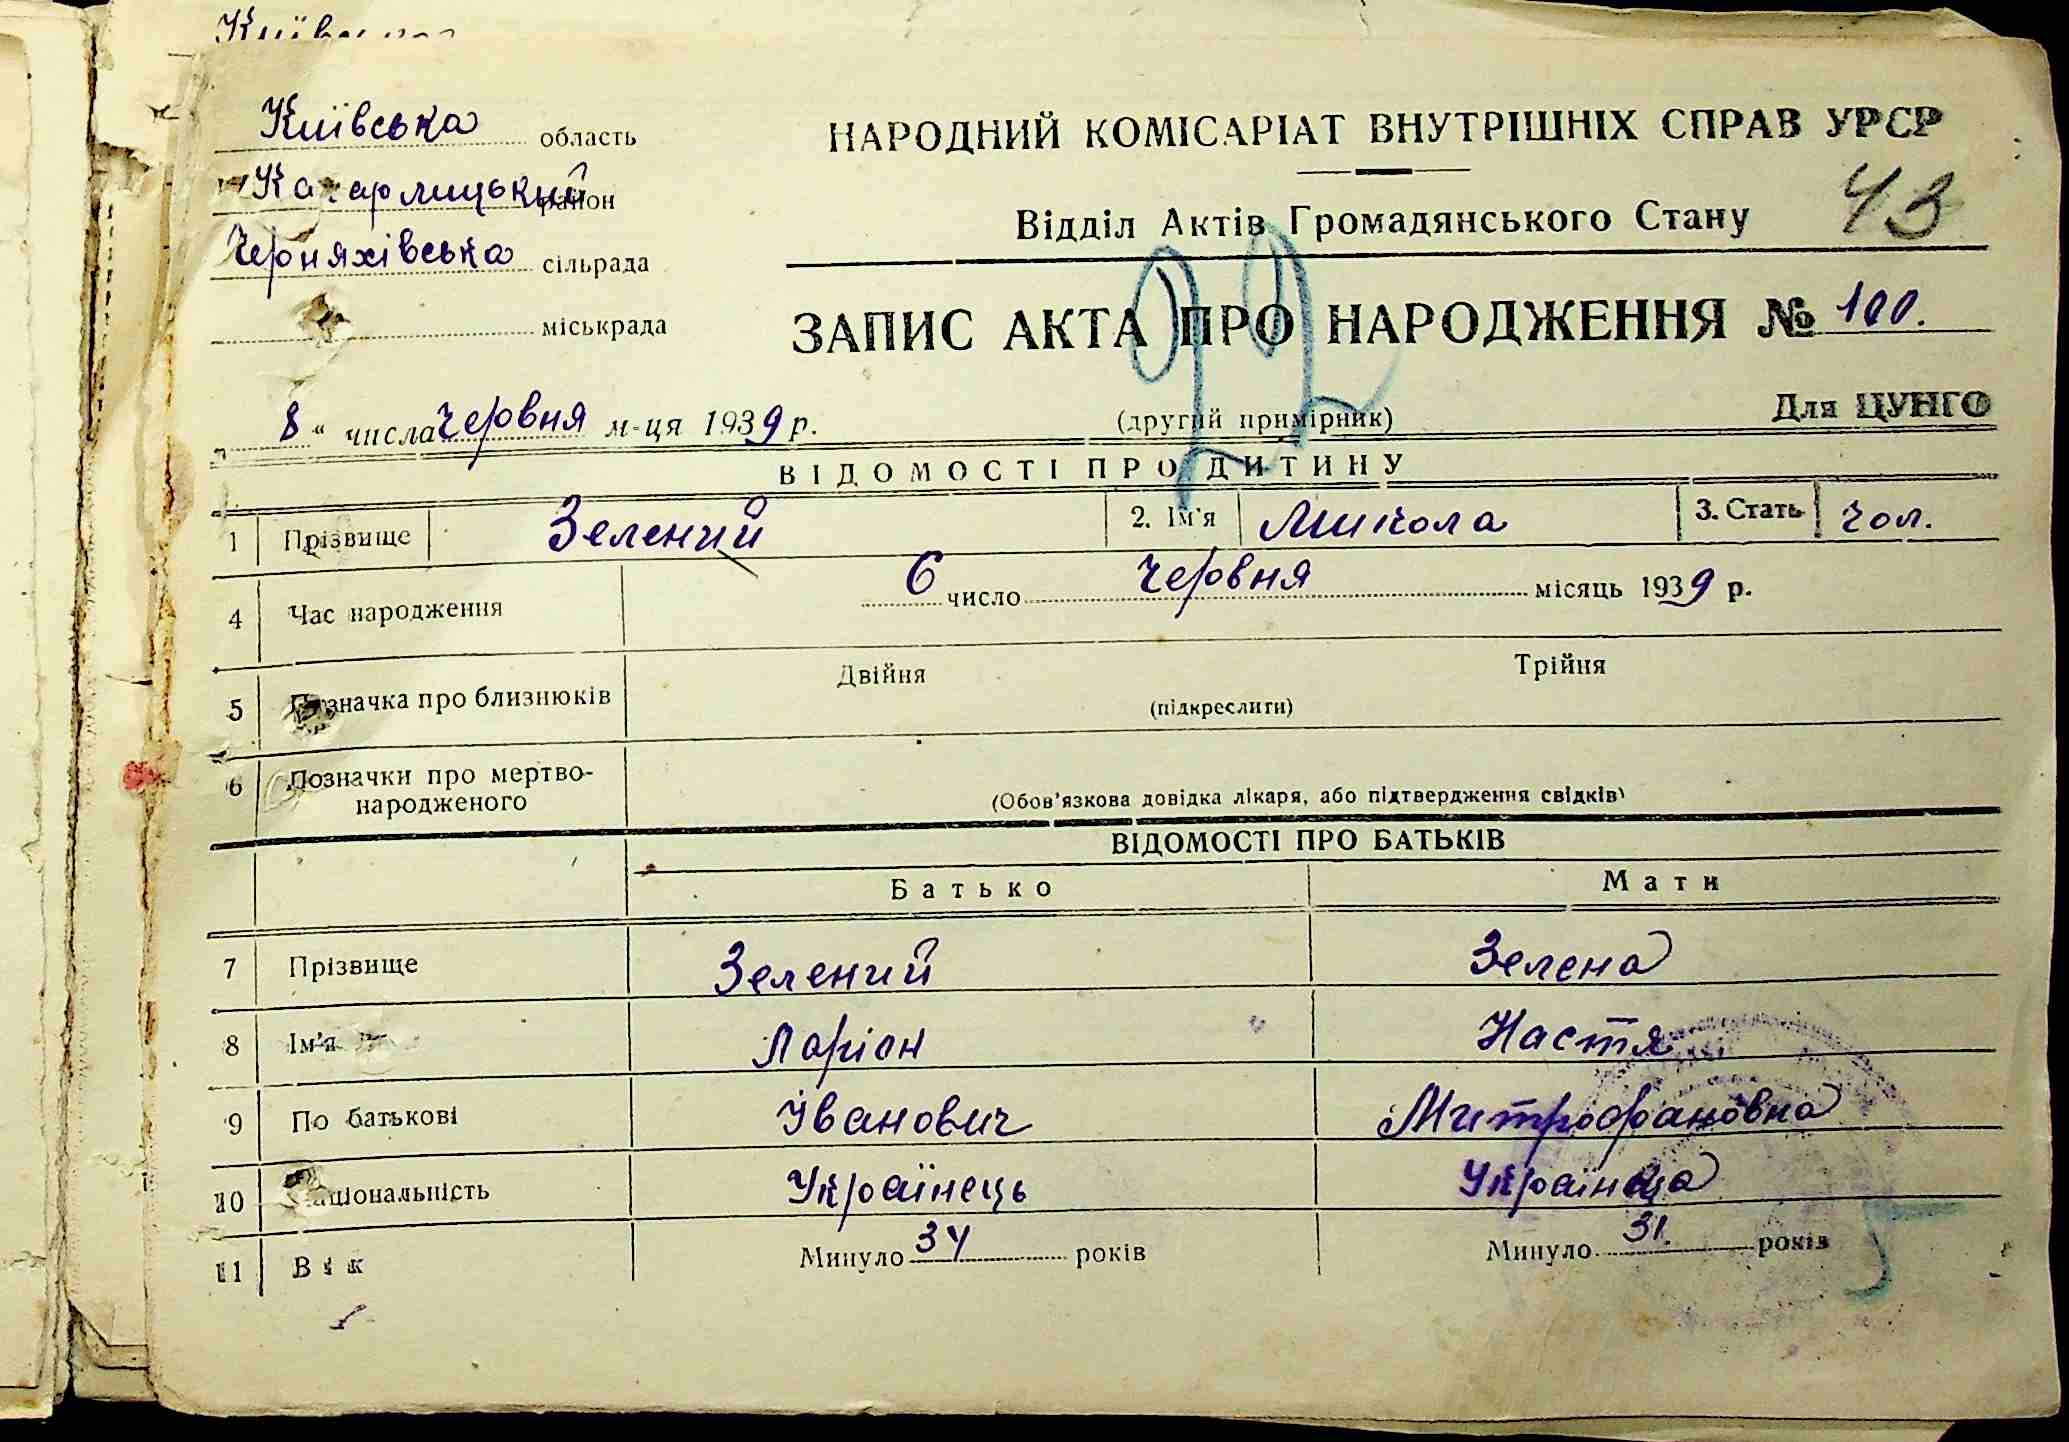 Київська
Київська область
Кагарлицький район
Черняхівська сільрада
міськрада
НАРОДНИЙ КОМІСАРІАТ ВНУТРІШНІХ СПРАВ УРСР
Відділ Актів Громадянського Стану
43
22
ЗАПИС АКТА ПРО НАРОДЖЕННЯ № 100.
8 " числа червня м-ця 1939 р.
(другий примірник)
Для ЦУНГО
ВІДОМОСТІ ПРО ДИТИНУ
1 Прізвище Зелений 2. Ім'я Микола 3. Стать чол.
4 Час народження 6 число червня місяць 1939 р.
5 Позначка про близнюків Двійня Трійня
(підкреслити)
6 Позначки про мертво-
народженого
(Обов'язкова довідка лікаря, або підтвердження свідків)
ВІДОМОСТІ ПРО БАТЬКІВ
Батько Мати
7 Прізвище Зелений Зелена
8 Ім'я Ларіон Настя
9 По батькові Іванович Митрофановна
10 Національність Українець Українка
11 Вік Минуло 34 років Минуло 31. років